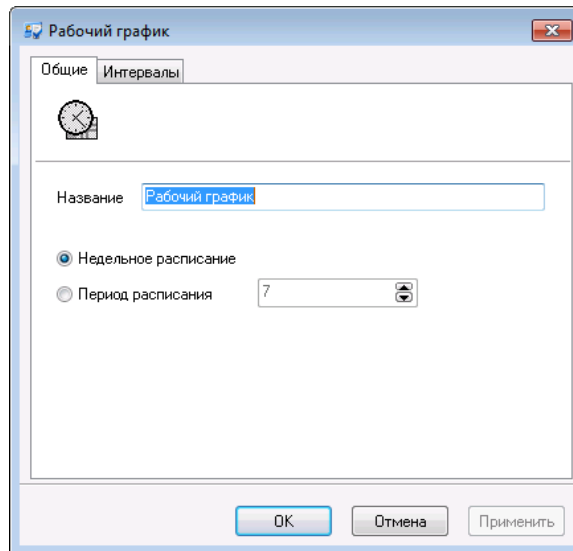 Рабочий график
Общие Интервалы
Название Рабочий график
Недельное расписание
Период расписания 7
OK Отмена Применить